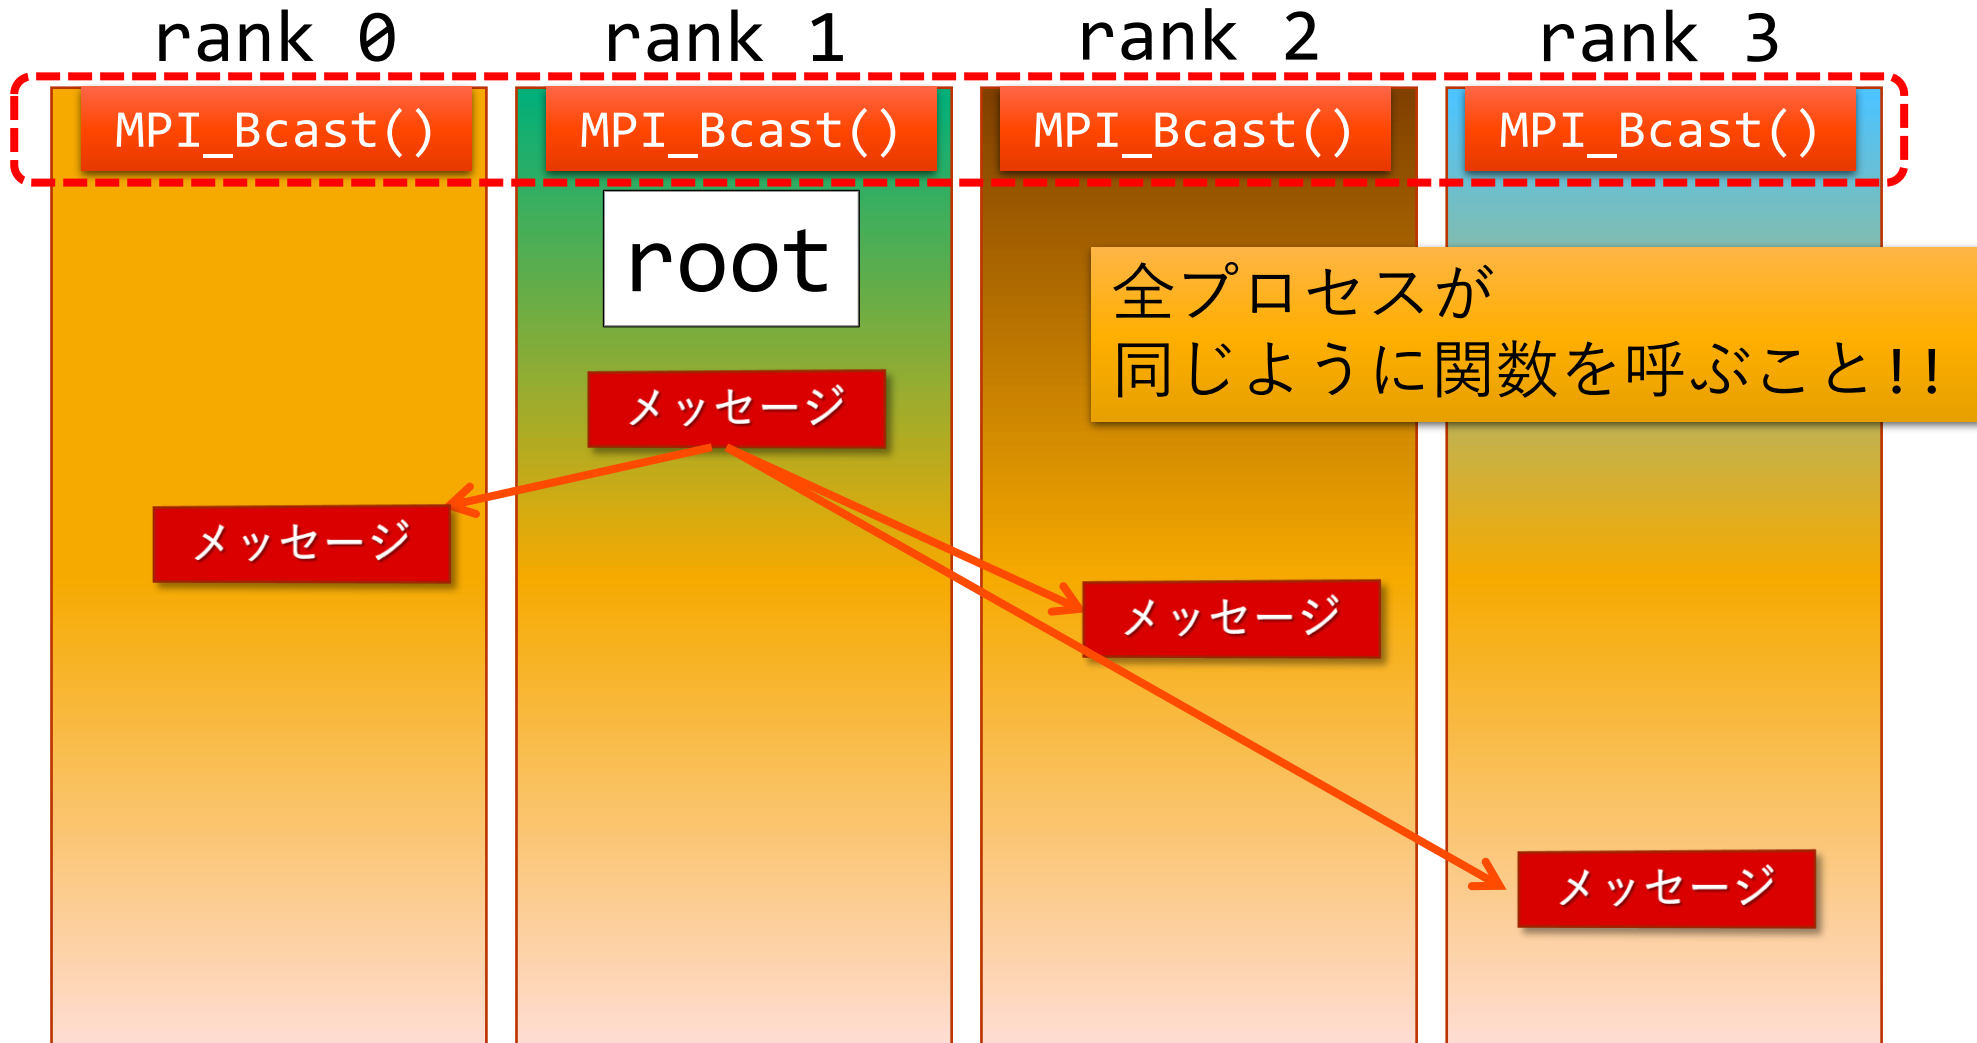 rank 0
rank 1
rank 2
rank 3
MPI_Bcast()
MPI_Bcast()
MPI_Bcast()
MPI_Bcast()
root
全プロセスが
同じように関数を呼ぶこと!!
メッセージ
メッセージ
メッセージ
メッセージ